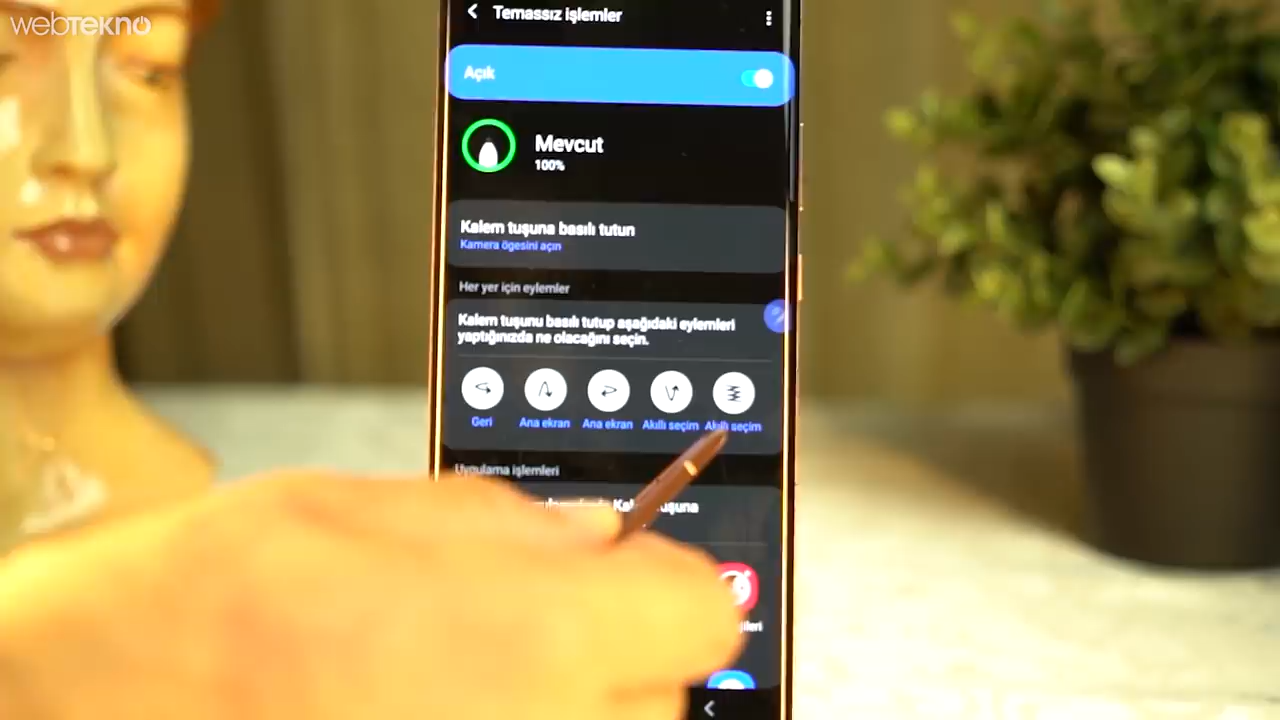 webTEKNO
Temassız işlemler
Açık
Mevcut
100%
Kalem tuşuna basılı tutun
Kamera ögesini açın
Her yer için eylemler
Kalem tuşunu basılı tutup aşağıdaki eylemleri
yaptığınızda ne olacağını seçin.
Geri Ana ekran Ana ekran Akıllı seçim Akıllı seçim
Uygulama işlemleri